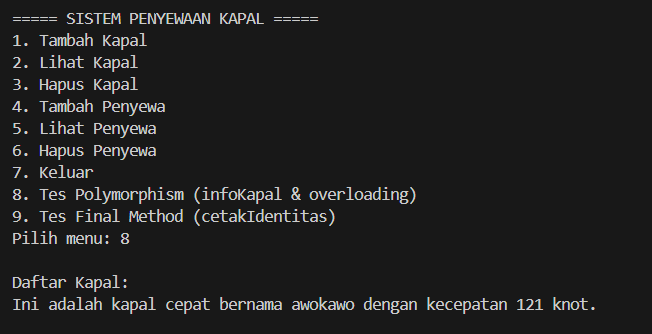 ===== SISTEM PENYEWAAN KAPAL =====
1. Tambah Kapal
2. Lihat Kapal
3. Hapus Kapal
4. Tambah Penyewa
5. Lihat Penyewa
6. Hapus Penyewa
7. Keluar
8. Tes Polymorphism (infoKapal & overloading)
9. Tes Final Method (cetakIdentitas)
Pilih menu: 8
Daftar Kapal:
Ini adalah kapal cepat bernama awokawo dengan kecepatan 121 knot.